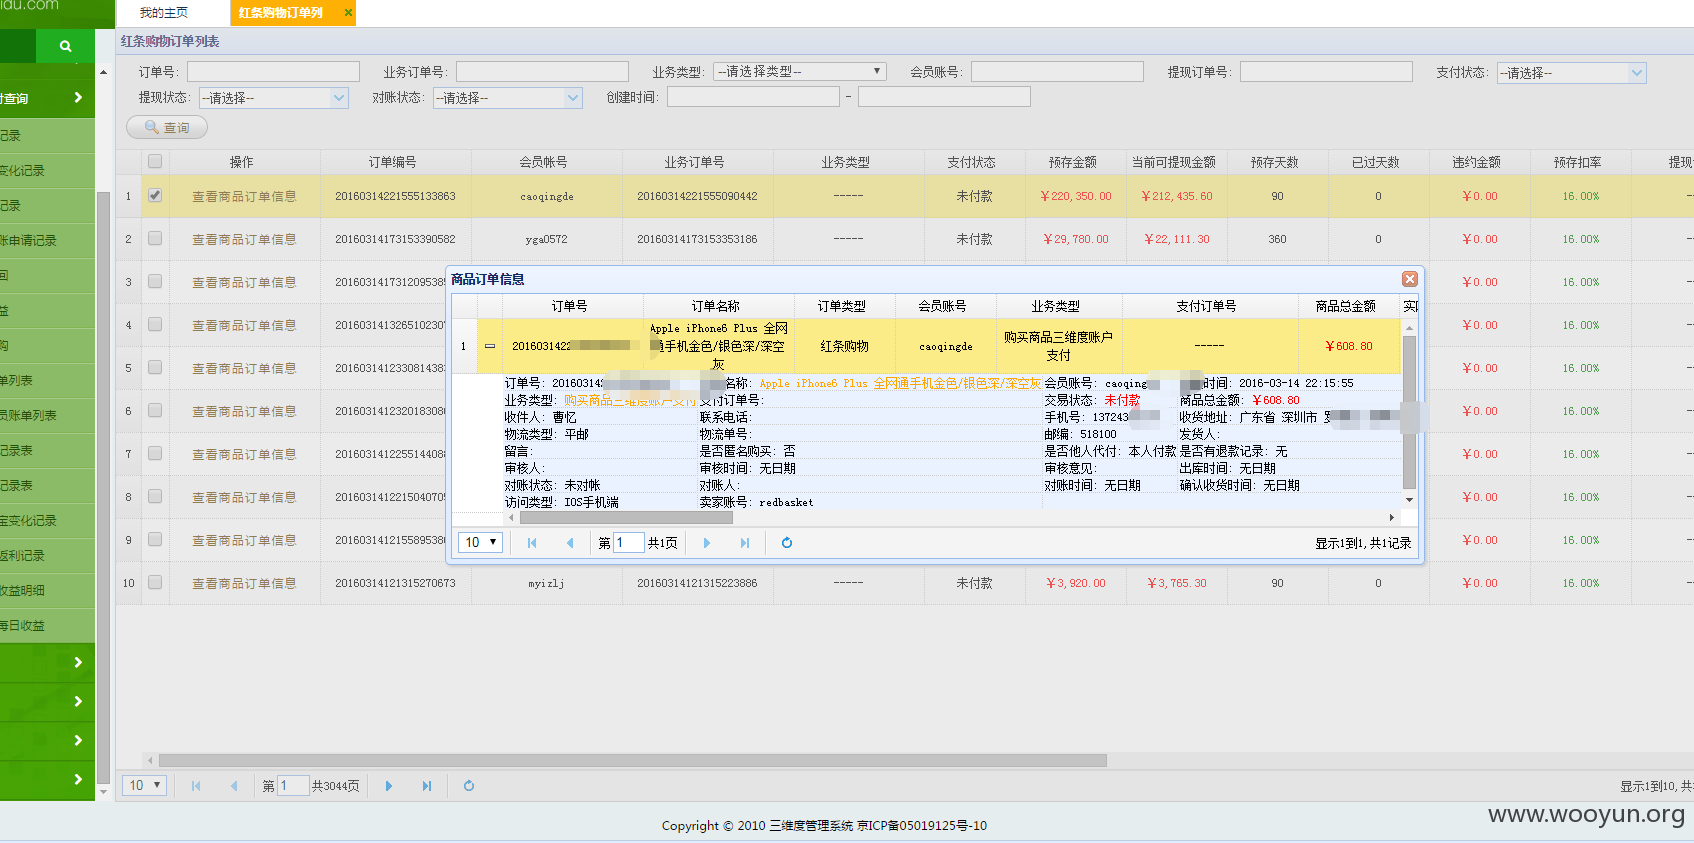 idu.com
我的主页 红条购物订单列 ×
红条购物订单列表
订单号: 业务订单号: 业务类型: --请选择类型-- 会员账号: 提现订单号: 支付状态: --请选择--
提现状态: --请选择-- 对账状态: --请选择-- 创建时间: -
查询
付查询
记录
变化记录
记录
账申请记录
间
益
购
单列表
员账单列表
记录表
记录表
宝变化记录
返利记录
收益明细
每日收益
操作 订单编号 会员帐号 业务订单号 业务类型 支付状态 预存金额 当前可提现金额 预存天数 已过天数 违约金额 预存扣率 提现
1 查看商品订单信息 20160314221555133863 caoqingde 20160314221555090442 ----- 未付款 ¥220,350.00 ¥212,435.60 90 0 ¥0.00 16.00% --
2 查看商品订单信息 20160314173153390582 yga0572 20160314173153353186 ----- 未付款 ¥29,780.00 ¥22,111.30 360 0 ¥0.00 16.00% --
3 查看商品订单信息 2016031417312095385 ¥0.00 16.00% --
4 查看商品订单信息 2016031413265102307 ¥0.00 16.00% --
5 查看商品订单信息 2016031412330814383 ¥0.00 16.00% --
6 查看商品订单信息 2016031412320183080 ¥0.00 16.00% --
7 查看商品订单信息 2016031412255144088 ¥0.00 16.00% --
8 查看商品订单信息 2016031412215040705 ¥0.00 16.00% --
9 查看商品订单信息 2016031412155895380 ¥0.00 16.00% --
10 查看商品订单信息 20160314121315270673 myizlj 20160314121315223886 ----- 未付款 ¥3,920.00 ¥3,765.30 90 0 ¥0.00 16.00% --
商品订单信息
订单号 订单名称 订单类型 会员账号 业务类型 支付订单号 商品总金额 实
1 201603142 Apple iPhone6 Plus 全网通手机金色/银色深/深空灰 红条购物 caoqingde 购买商品三维度账户支付 ----- ¥608.80
订单号: 20160314 名称: Apple iPhone6 Plus 全网通手机金色/银色深/深空灰 会员账号: caoqing 时间: 2016-03-14 22:15:55
业务类型: 购买商品三维度账户支付 支付订单号: 交易状态: 未付款 商品总金额: ¥608.80
收件人: 曹忆 联系电话: 手机号: 137243 收货地址: 广东省 深圳市 罗
物流类型: 平邮 物流单号: 邮编: 518100 发货人:
留言: 是否匿名购买: 否 是否他人代付: 本人付款 是否有退款记录: 无
审核人: 审核时间: 无日期 审核意见: 出库时间: 无日期
对账状态: 未对帐 对账人: 对账时间: 无日期 确认收货时间: 无日期
访问类型: IOS手机端 卖家账号: redbasket
10 第 1 共1页 显示1到1,共1记录
10 第 1 共3044页 显示1到10,共
Copyright © 2010 三维度管理系统 京ICP备05019125号-10
www.wooyun.org